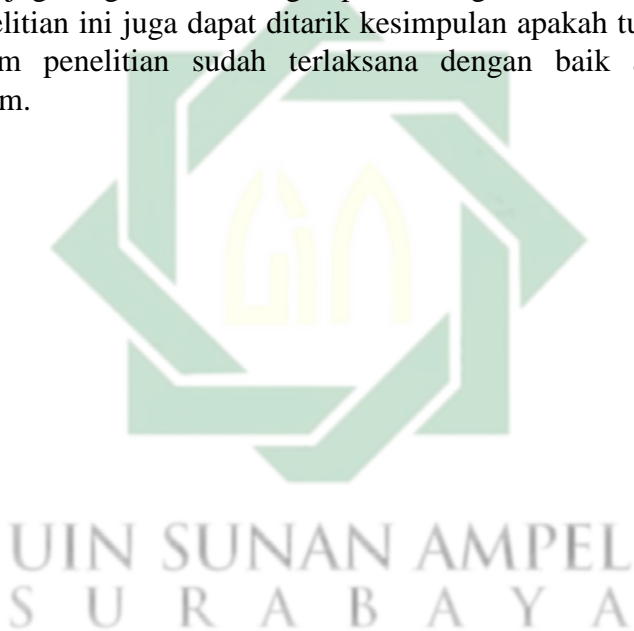 elitian ini juga dapat ditarik kesimpulan apakah tu
m penelitian sudah terlaksana dengan baik
m.
UIN SUNAN AMPEL
S U R A B A Y A